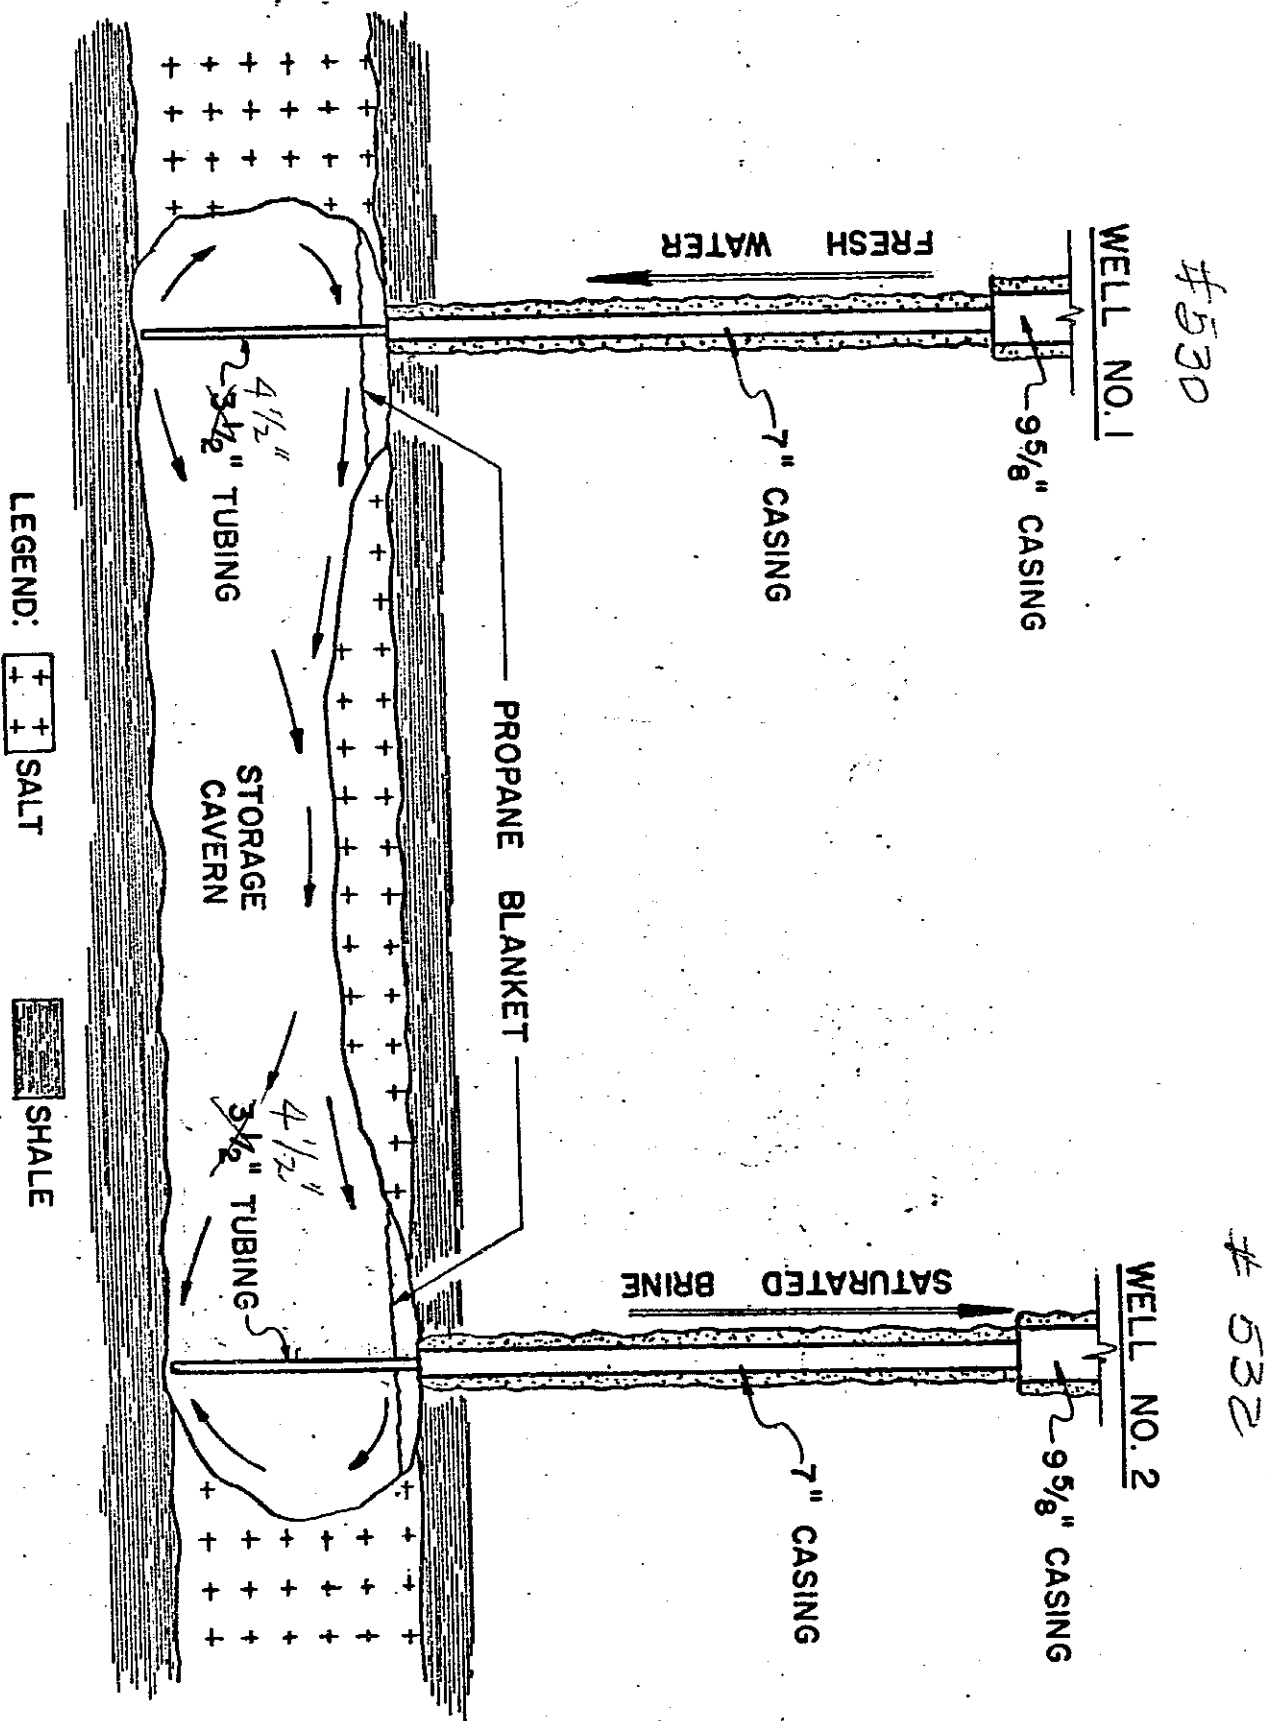 #530
WELL NO. 1
9 5/8" CASING
FRESH WATER
7" CASING
# 532
WELL NO. 2
9 5/8" CASING
SATURATED BRINE
7" CASING
PROPANE BLANKET
4 1/2"
3 1/2" TUBING
STORAGE
CAVERN
4 1/2"
3 1/2" TUBING
LEGEND:
SALT
SHALE